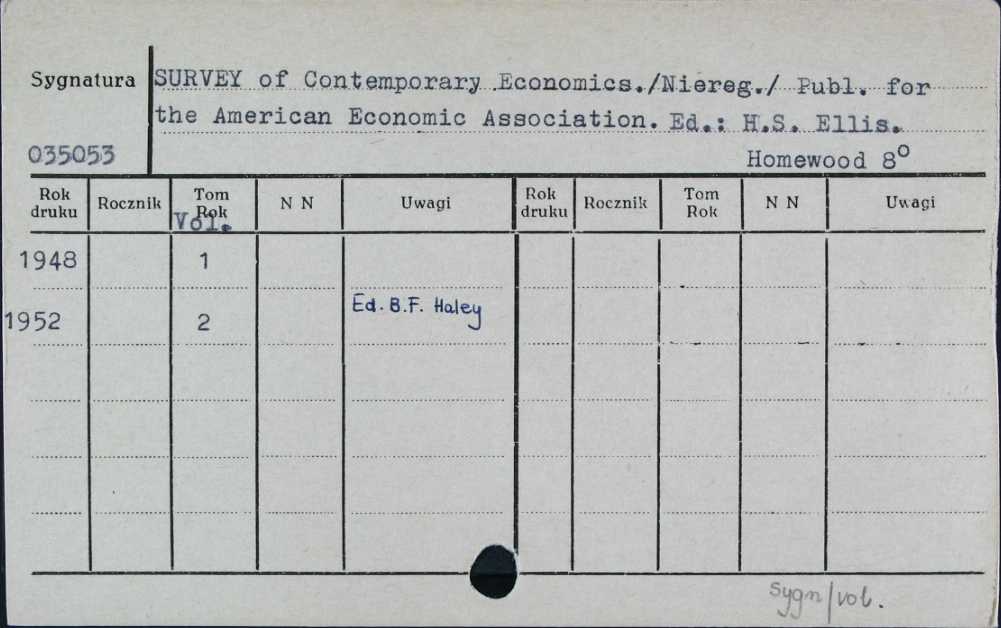 Sygnatura SURVEY of Contemporary Economics./Niereg./ Publ. for
the American Economic Association. Ed.: H.S. Ellis.
035053 Homewood 8º
Rok druku Rocznik Tom Rok Vol. N N Uwagi Rok druku Rocznik Tom Rok N N Uwagi
1948 1
1952 2 Ed. B.F. Haley
Sygn/vol.